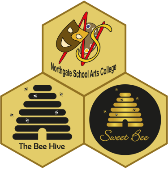 Northgate School Arts College
The Bee Hive
Sweet Bee